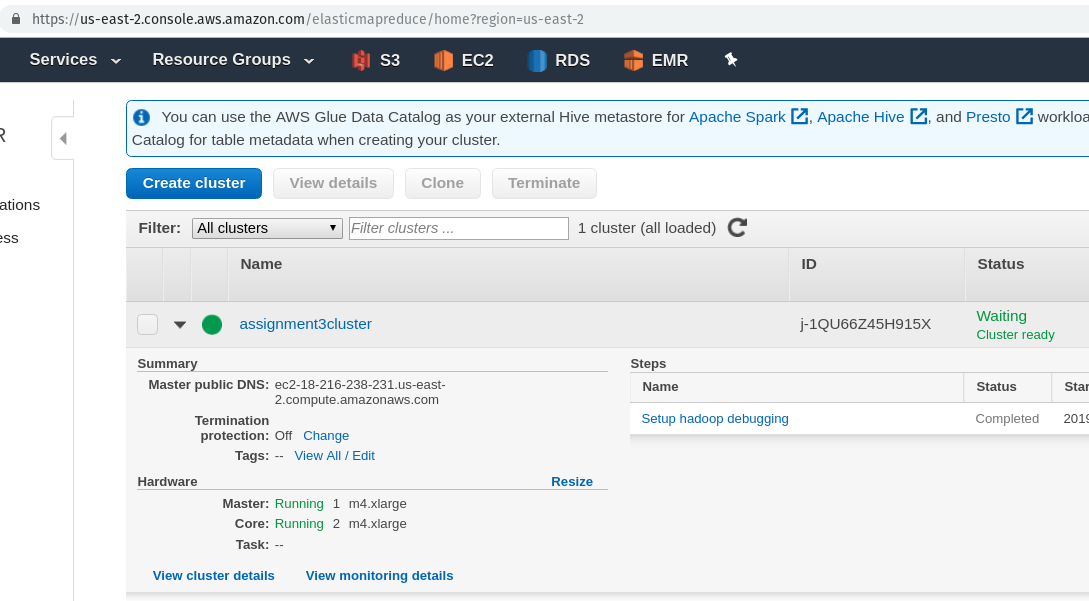 https://us-east-2.console.aws.amazon.com/elasticmapreduce/home?region=us-east-2
Services Resource Groups S3 EC2 RDS EMR
R
ations
ess
You can use the AWS Glue Data Catalog as your external Hive metastore for Apache Spark , Apache Hive , and Presto workloa
Catalog for table metadata when creating your cluster.
Create cluster View details Clone Terminate
Filter: All clusters Filter clusters ... 1 cluster (all loaded)
Name ID Status
assignment3cluster j-1QU66Z45H915X Waiting
Cluster ready
Summary
Master public DNS: ec2-18-216-238-231.us-east-
2.compute.amazonaws.com
Termination
protection: Off Change
Tags: -- View All / Edit
Hardware Resize
Master: Running 1 m4.xlarge
Core: Running 2 m4.xlarge
Task: --
View cluster details View monitoring details
Steps
Name Status Star
Setup hadoop debugging Completed 2019